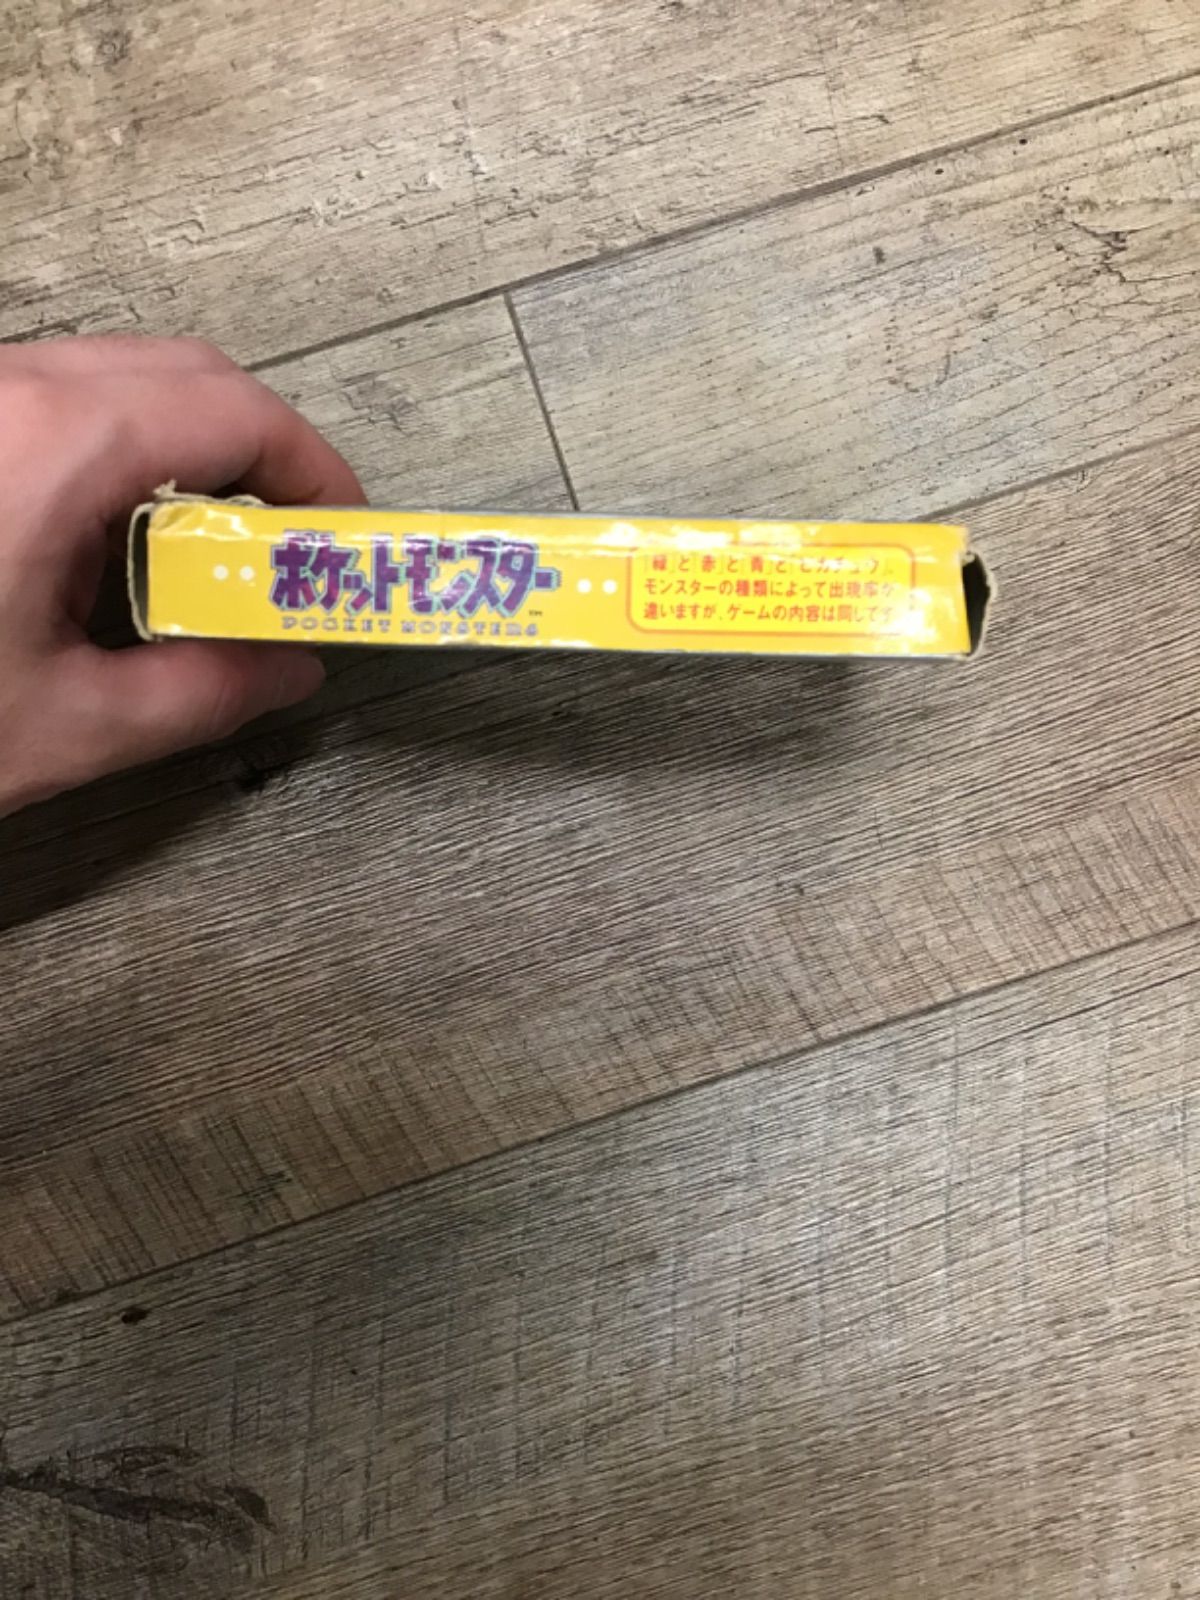 ポケットモンスター™
POCKET MONSTERS
「緑」と「赤」と「青」と「ピカチュウ」、
モンスターの種類によって出現率が
違いますが、ゲームの内容は同じです。